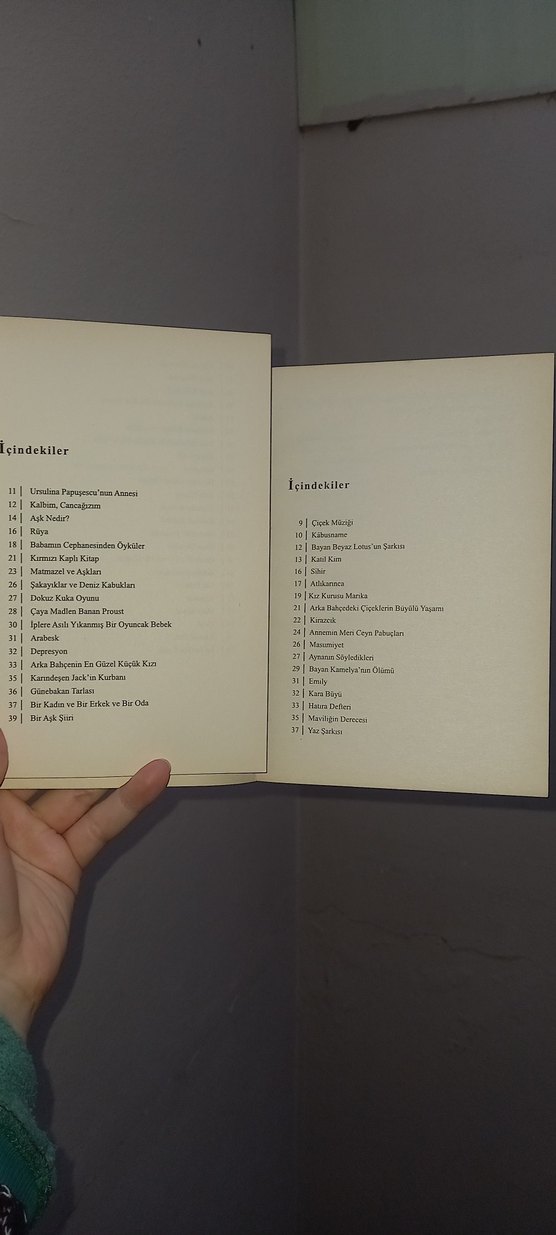 İçindekiler
11 | Ursulina Papuşescu'nun Annesi
12 | Kalbim, Cancağızım
14 | Aşk Nedir?
16 | Rüya
18 | Babamın Cephanesinden Öyküler
21 | Kırmızı Kaplı Kitap
23 | Matmazel ve Aşkları
26 | Şakayıklar ve Deniz Kabukları
27 | Dokuz Kuka Oyunu
28 | Çaya Madlen Banan Proust
30 | İplere Asılı Yıkanmış Bir Oyuncak Bebek
31 | Arabesk
32 | Depresyon
33 | Arka Bahçenin En Güzel Küçük Kızı
35 | Karındeşen Jack'in Kurbanı
36 | Günebakan Tarlası
37 | Bir Kadın ve Bir Erkek ve Bir Oda
39 | Bir Aşk Şiiri
İçindekiler
9 | Çiçek Müziği
10 | Kâbusname
12 | Bayan Beyaz Lotus'un Şarkısı
13 | Katil Kim
16 | Sihir
17 | Atlıkarınca
19 | Kız Kurusu Marika
21 | Arka Bahçedeki Çiçeklerin Büyülü Yaşamı
22 | Kirazcık
24 | Annemin Meri Ceyn Pabuçları
26 | Masumiyet
27 | Aynanın Söyledikleri
29 | Bayan Kamelya'nın Ölümü
31 | Emily
32 | Kara Büyü
33 | Hatıra Defteri
35 | Maviliğin Derecesi
37 | Yaz Şarkısı